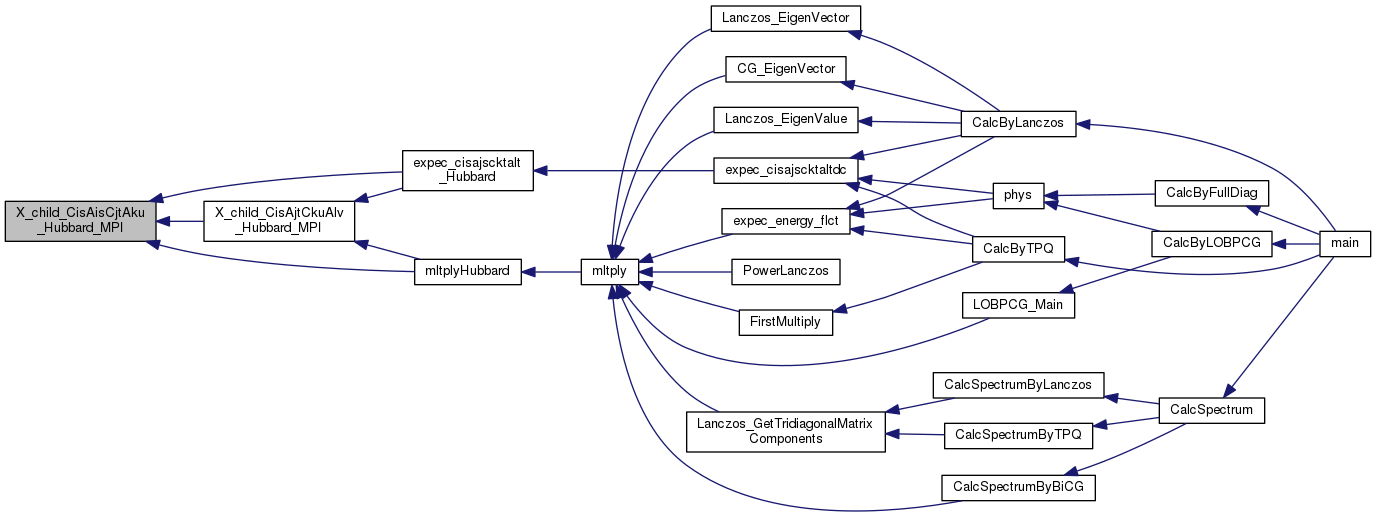 X_child_CisAisCjtAku
_Hubbard_MPI
expec_cisajscktalt
_Hubbard
X_child_CisAjtCkuAlv
_Hubbard_MPI
mltplyHubbard
mltply
Lanczos_EigenVector
CG_EigenVector
Lanczos_EigenValue
expec_cisajscktaltdc
expec_energy_flct
PowerLanczos
FirstMultiply
Lanczos_GetTridiagonalMatrix
Components
CalcByLanczos
phys
CalcByTPQ
LOBPCG_Main
CalcSpectrumByLanczos
CalcSpectrumByTPQ
CalcSpectrumByBiCG
CalcByFullDiag
CalcByLOBPCG
CalcSpectrum
main